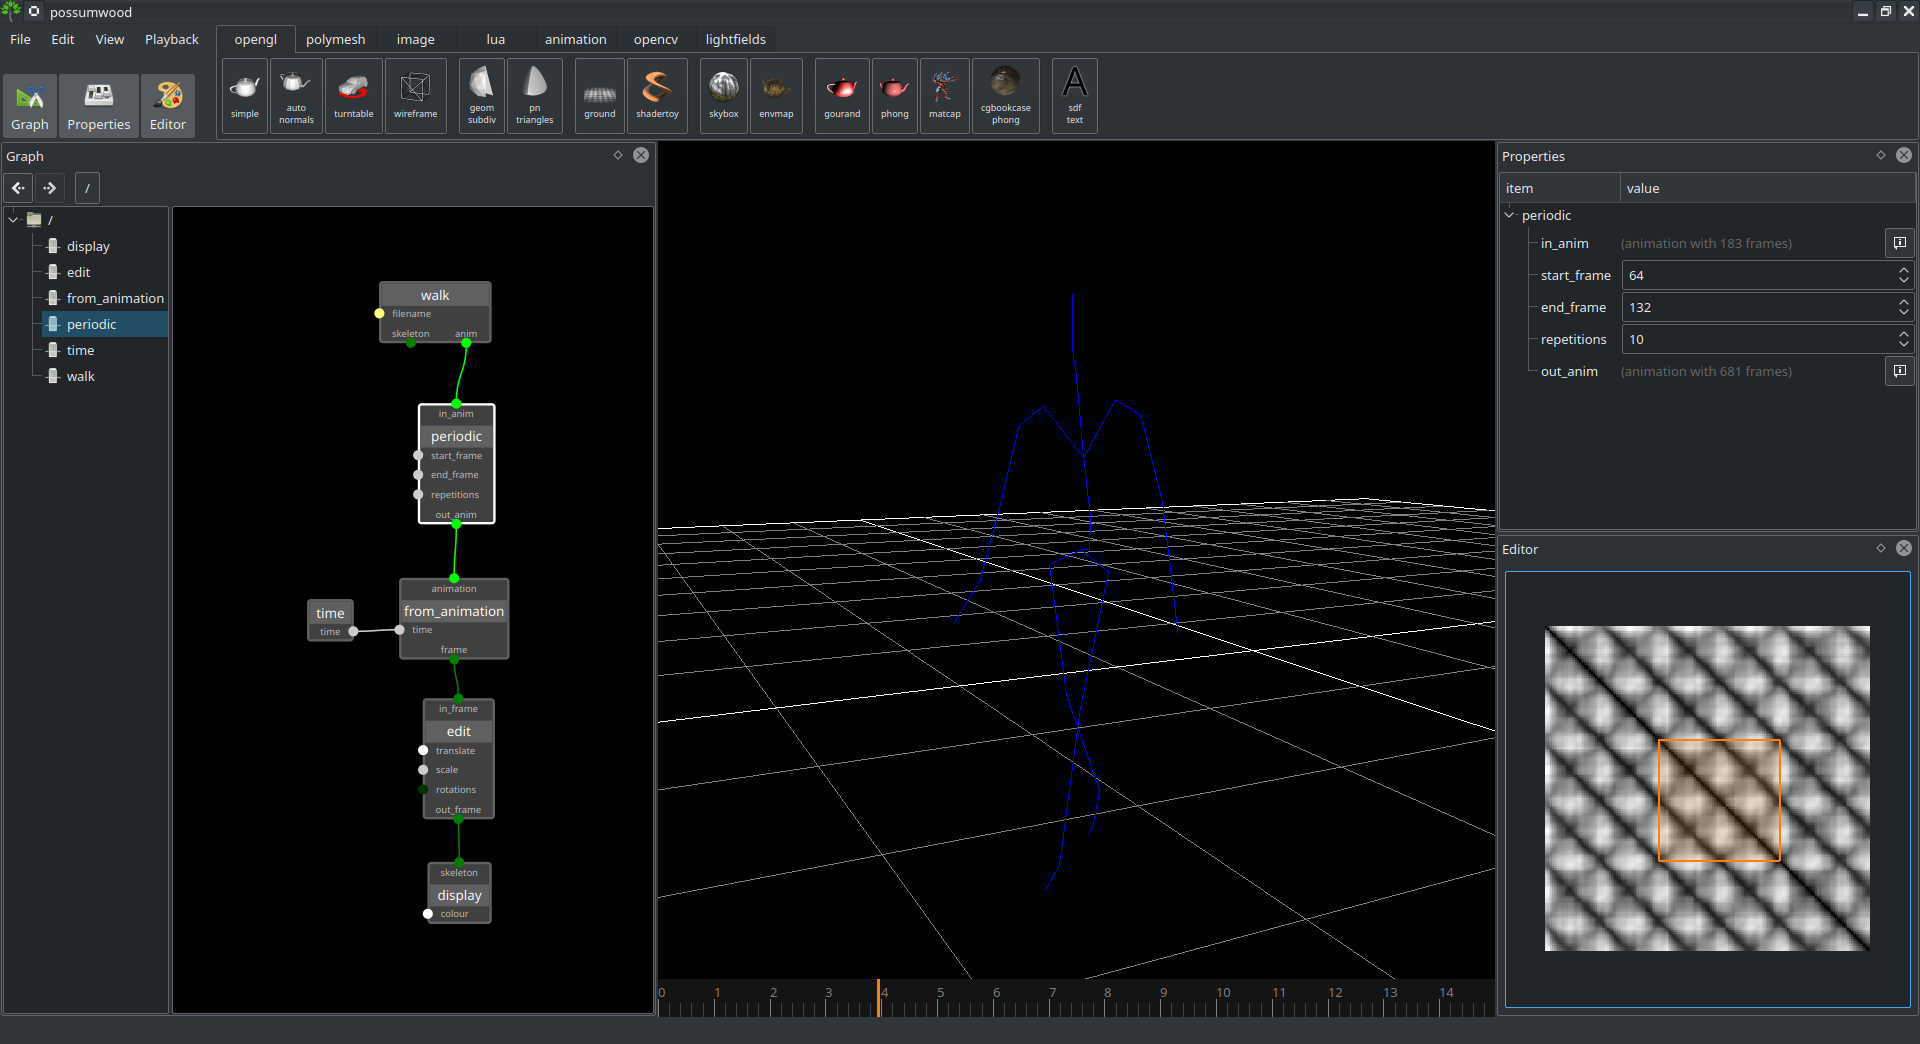 possumwood
File Edit View Playback
opengl polymesh image lua animation opencv lightfields
Graph Properties Editor
simple auto normals turntable wireframe geom subdiv pn triangles ground shadertoy skybox envmap gourand phong matcap cgbookcase phong sdf text
Graph
/
/
display
edit
from_animation
periodic
time
walk
walk
filename
skeleton anim
in_anim
periodic
start_frame
end_frame
repetitions
out_anim
animation
from_animation
time
frame
time
time
in_frame
edit
translate
scale
rotations
out_frame
skeleton
display
colour
0 1 2 3 4 5 6 7 8 9 10 11 12 13 14
Properties
item value
periodic
in_anim (animation with 183 frames)
start_frame 64
end_frame 132
repetitions 10
out_anim (animation with 681 frames)
Editor